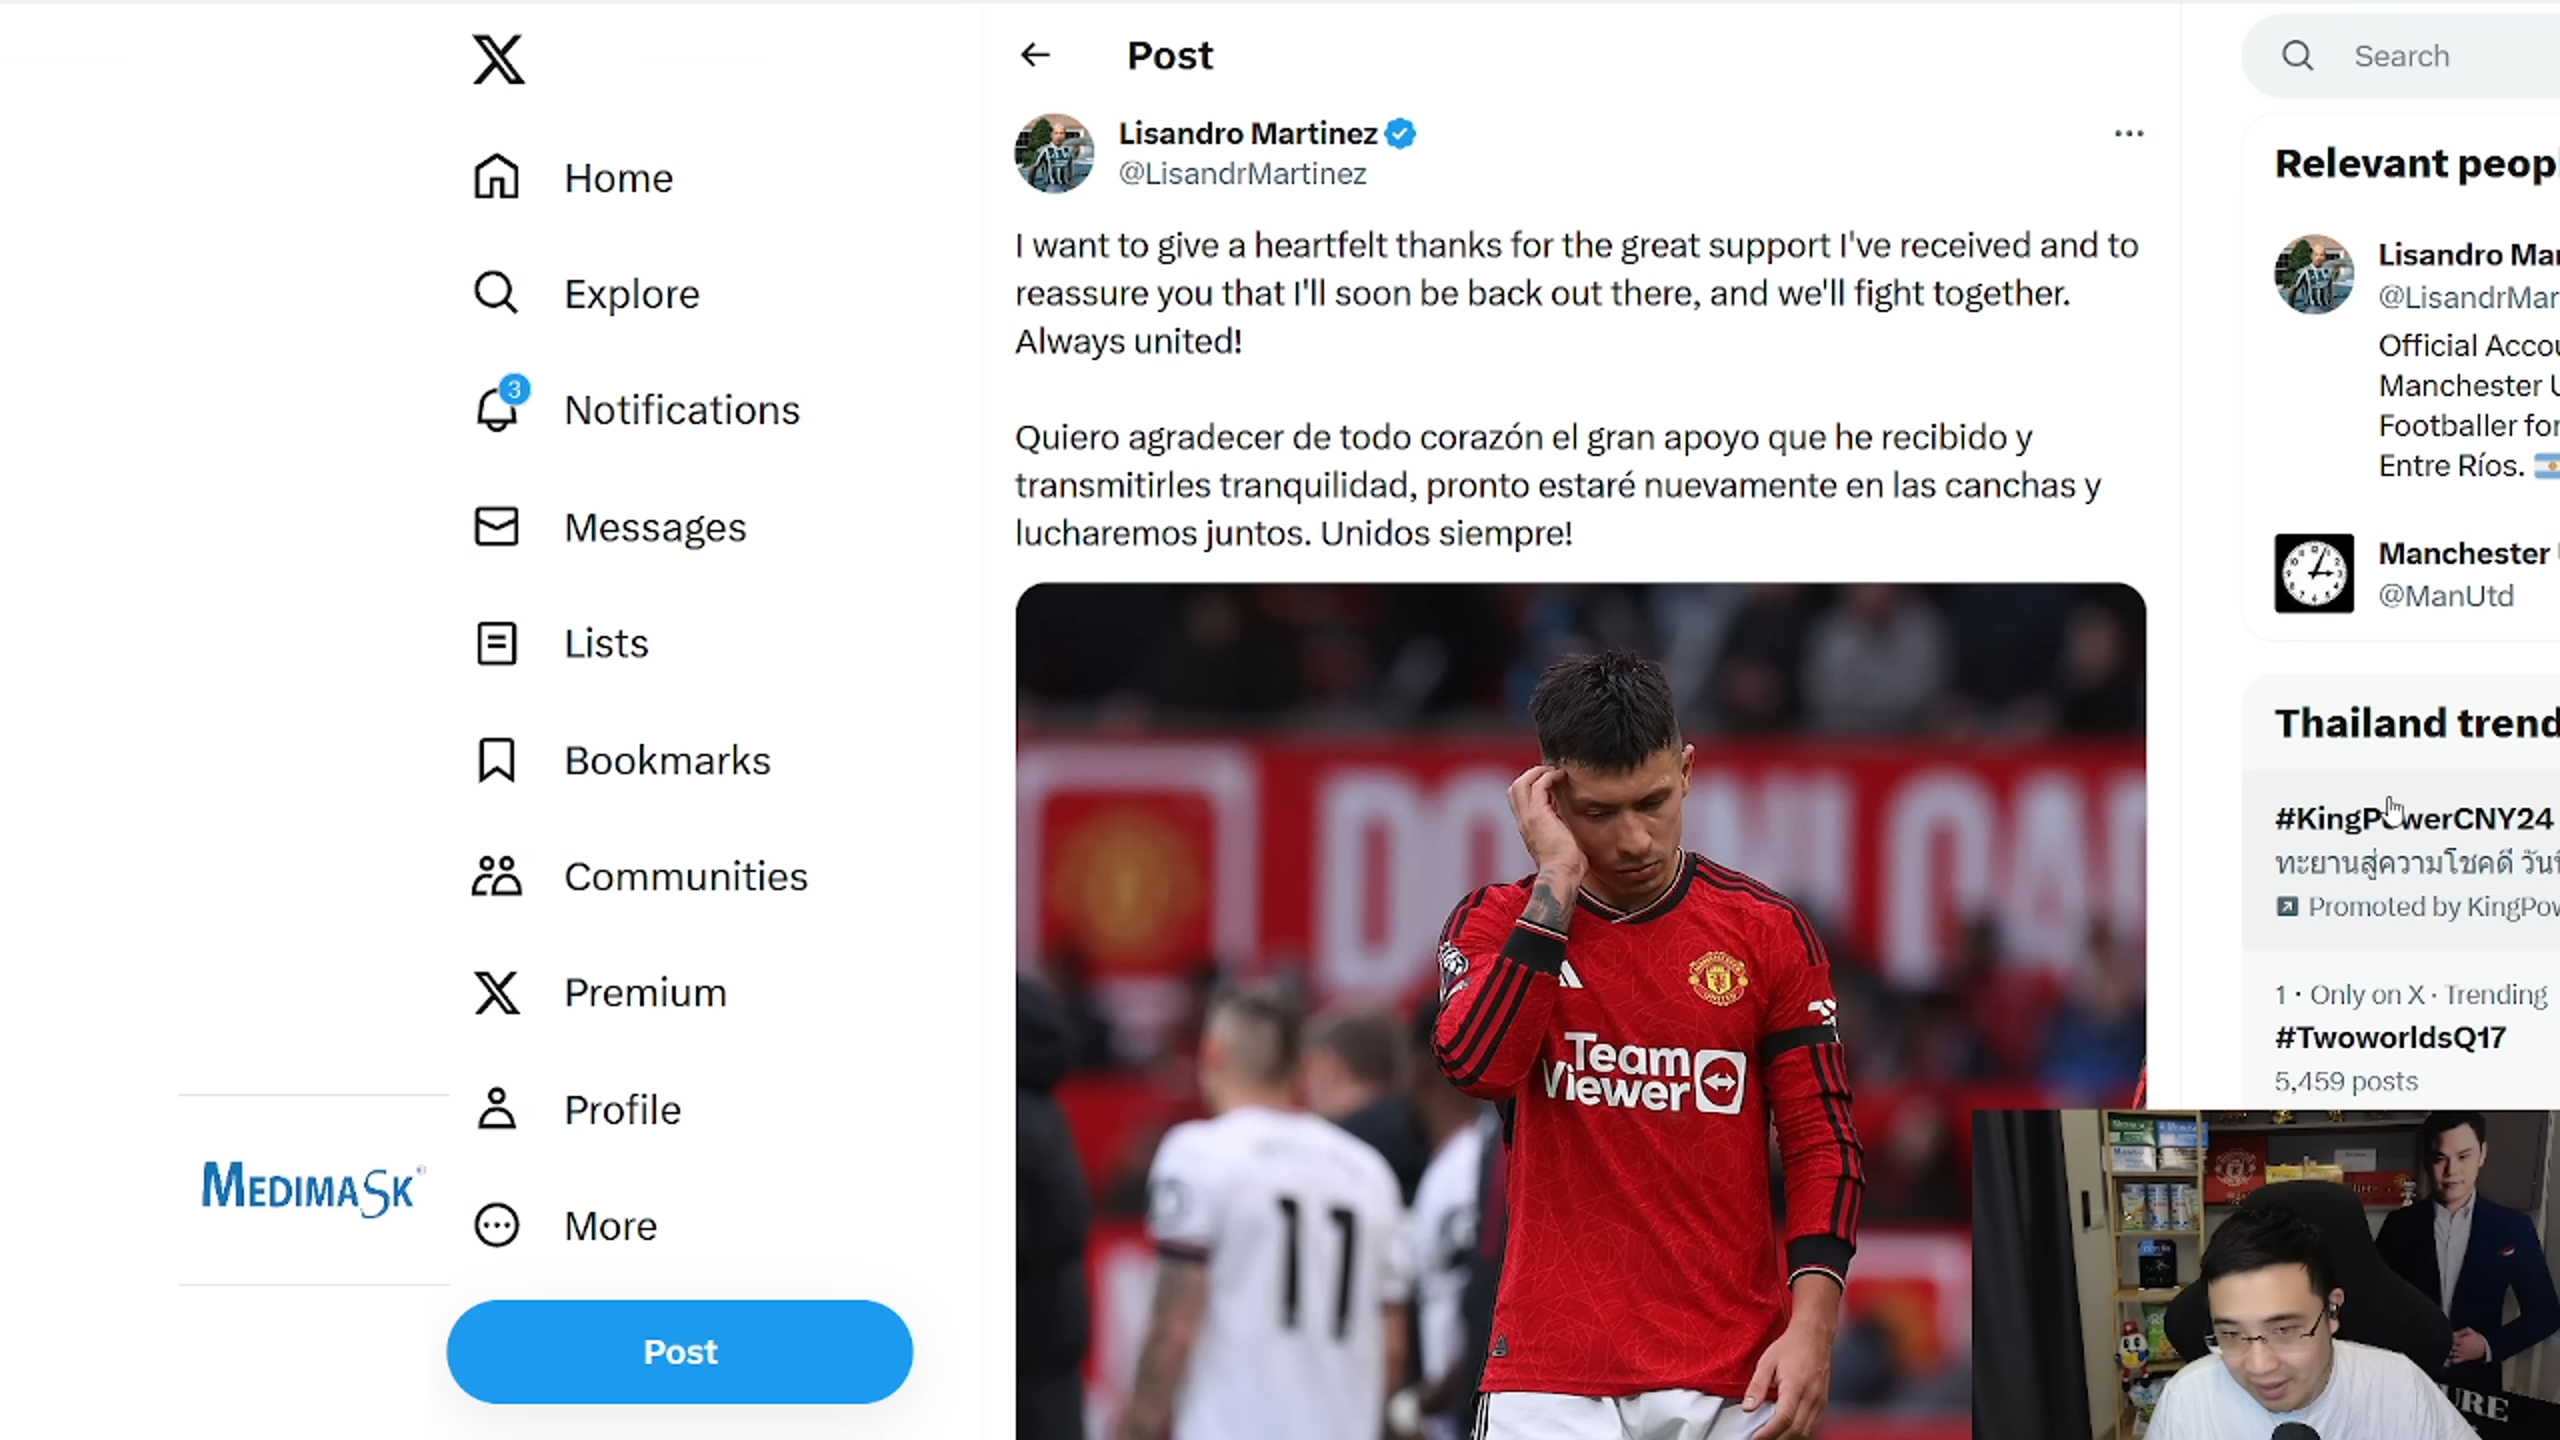 Home
Explore
3
Notifications
Messages
Lists
Bookmarks
Communities
Premium
Profile
More
Post
MEDIMASK®
Post
Lisandro Martinez
@LisandrMartinez
I want to give a heartfelt thanks for the great support I've received and to
reassure you that I'll soon be back out there, and we'll fight together.
Always united!
Quiero agradecer de todo corazón el gran apoyo que he recibido y
transmitirles tranquilidad, pronto estaré nuevamente en las canchas y
lucharemos juntos. Unidos siempre!
Team
Viewer
11
Search
Relevant peopl
Lisandro Mar
@LisandrMar
Official Accou
Manchester U
Footballer for
Entre Ríos.
Manchester
@ManUtd
Thailand trend
#KingPowerCNY24
ทะยานสู่ความโชคดี
Promoted by KingPow
1 · Only on X · Trending
#TwoworldsQ17
5,459 posts